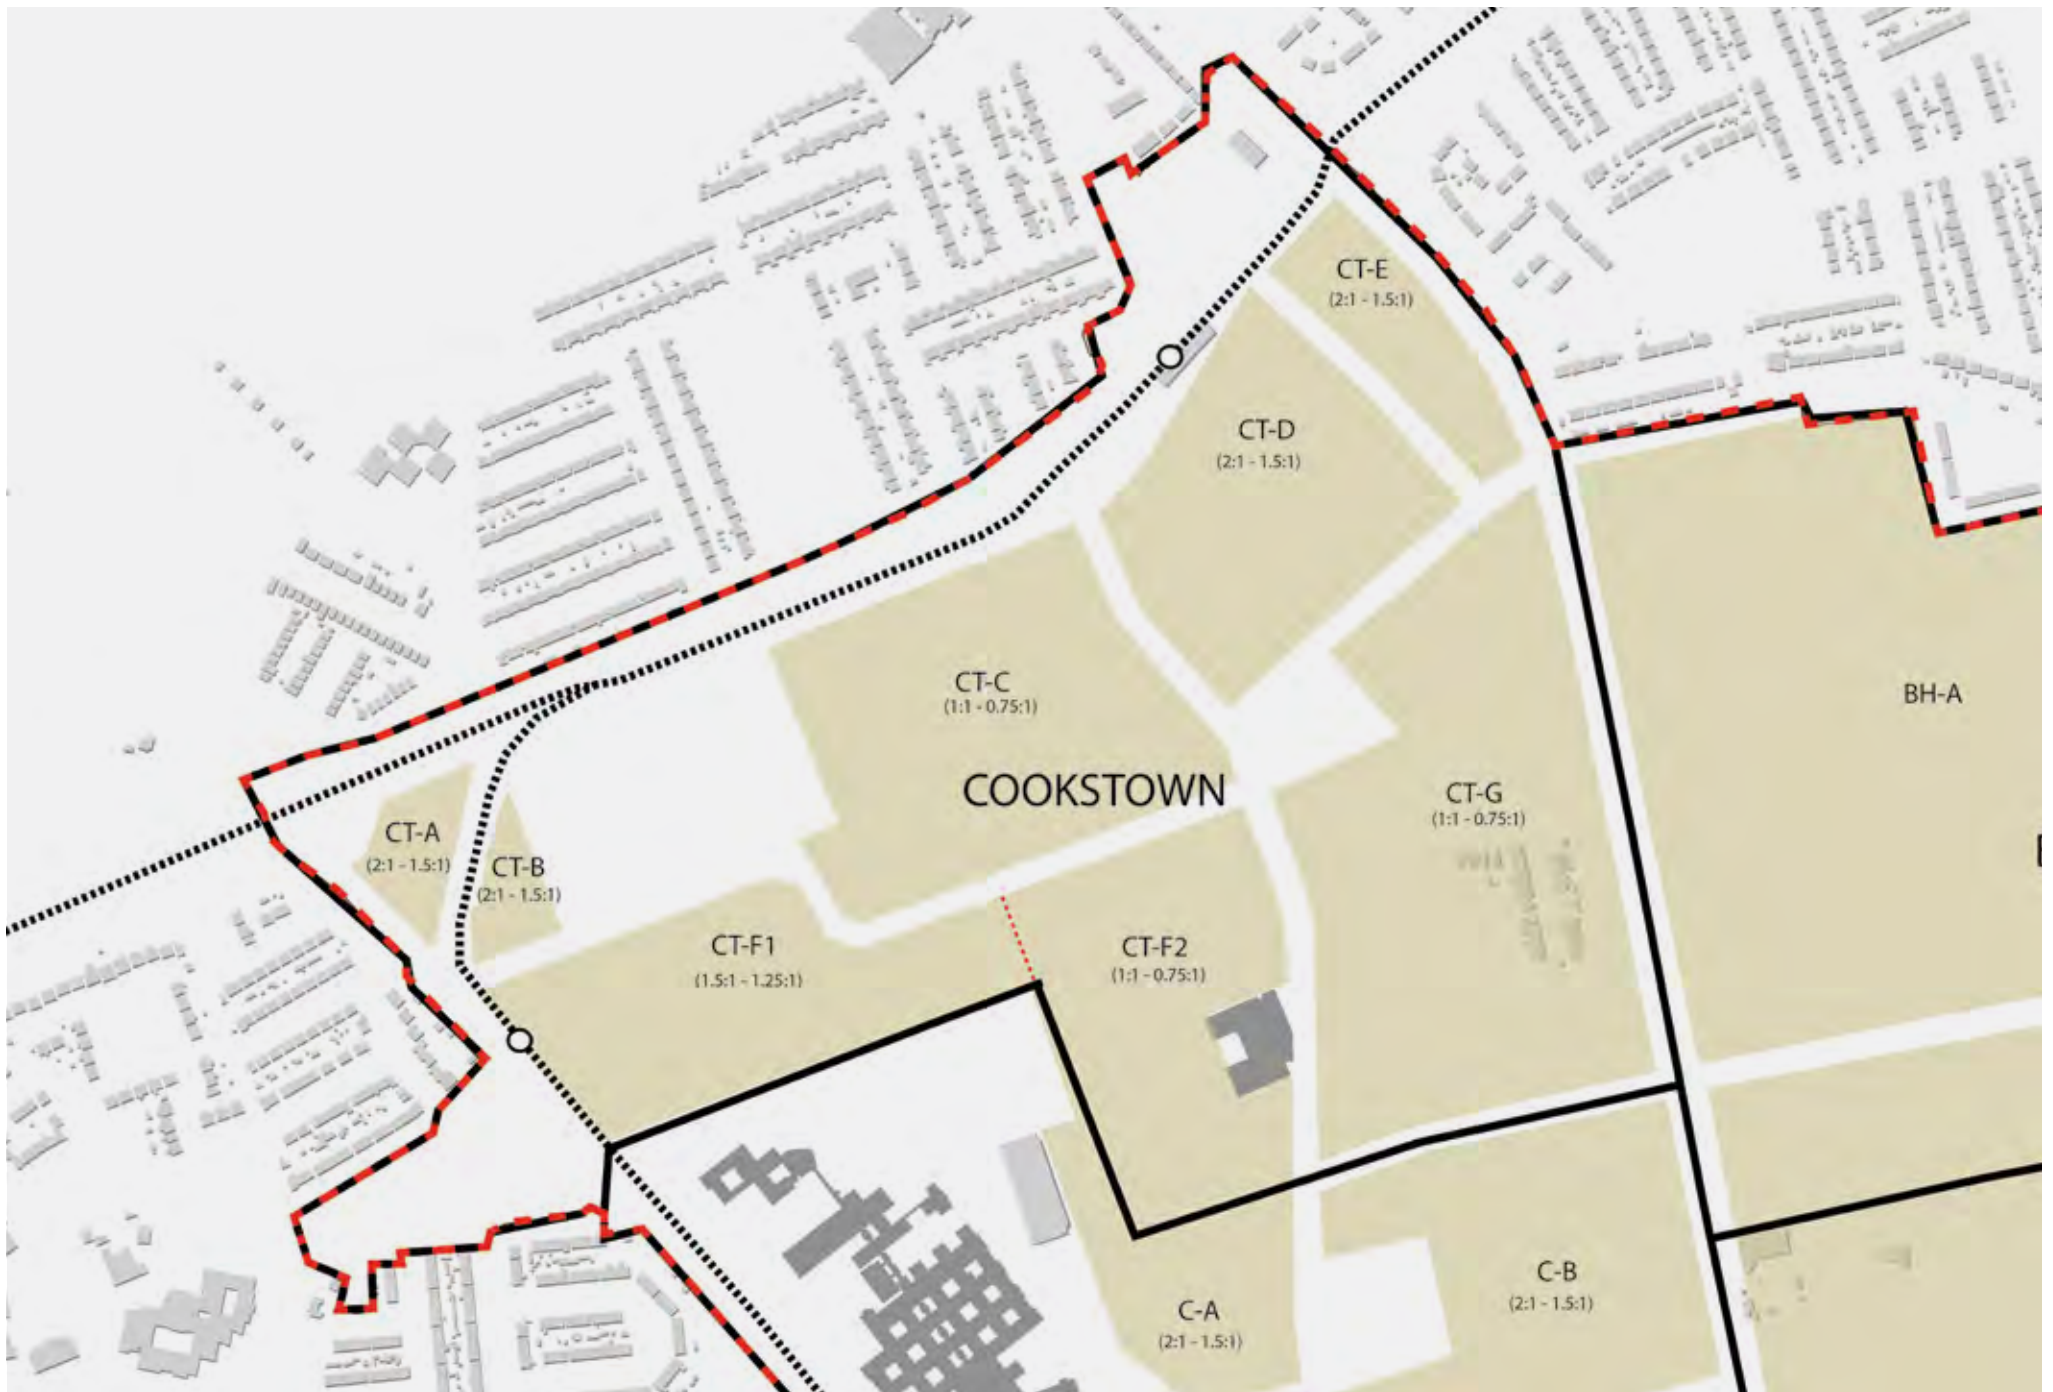 CT-E
(2:1 - 1.5:1)
CT-D
(2:1 - 1.5:1)
CT-C
(1:1 - 0.75:1)
BH-A
COOKSTOWN
CT-G
(1:1 - 0.75:1)
CT-A
(2:1 - 1.5:1)
CT-B
(2:1 - 1.5:1)
CT-F1
(1.5:1 - 1.25:1)
CT-F2
(1:1 - 0.75:1)
C-B
(2:1 - 1.5:1)
C-A
(2:1 - 1.5:1)